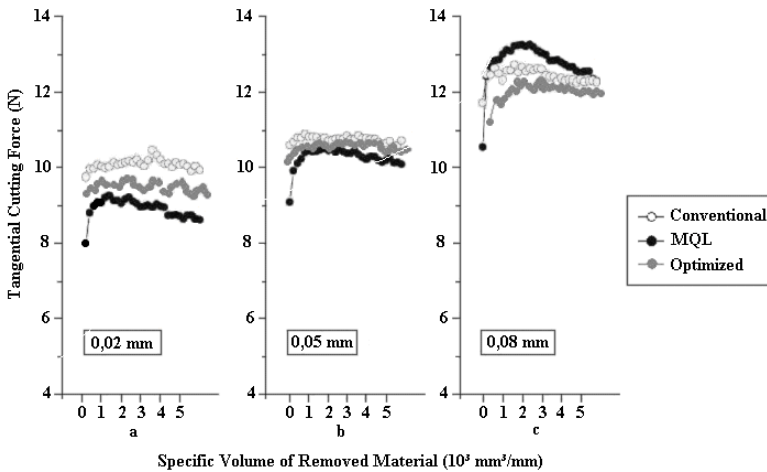 Tangential Cutting Force (N)
14
12
10
8
6
4
0,02 mm
0 1 2 3 4 5
a
14
12
10
8
6
4
0,05 mm
0 1 2 3 4 5
b
14
12
10
8
6
4
0,08 mm
0 1 2 3 4 5
c
Conventional
MQL
Optimized
Specific Volume of Removed Material (10³ mm³/mm)